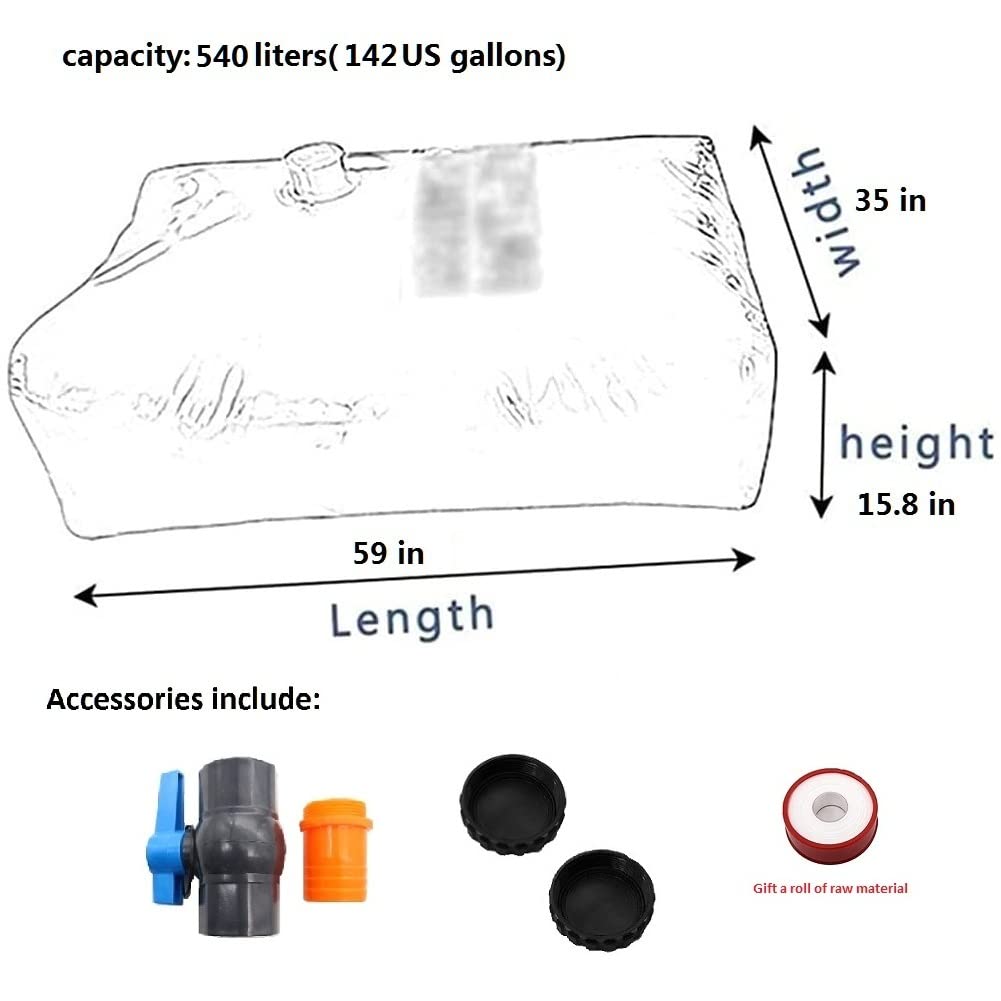 capacity: 540 liters( 142 US gallons)
width
35 in
height
15.8 in
59 in
Length
Accessories include:
Gift a roll of raw material